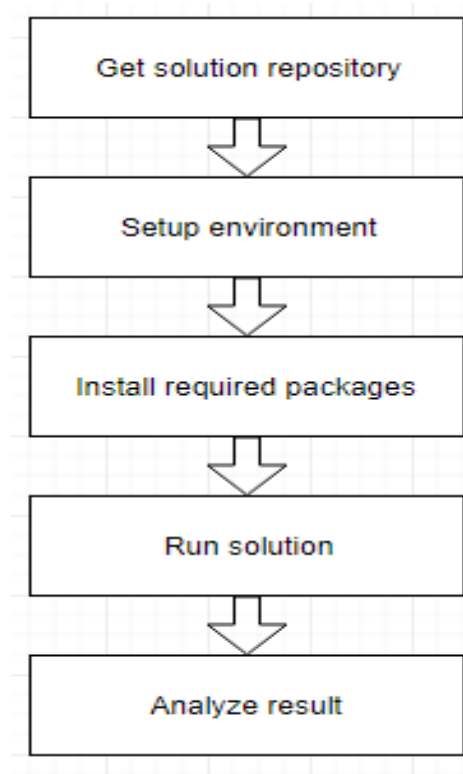 Get solution repository
Setup environment
Install required packages
Run solution
Analyze result